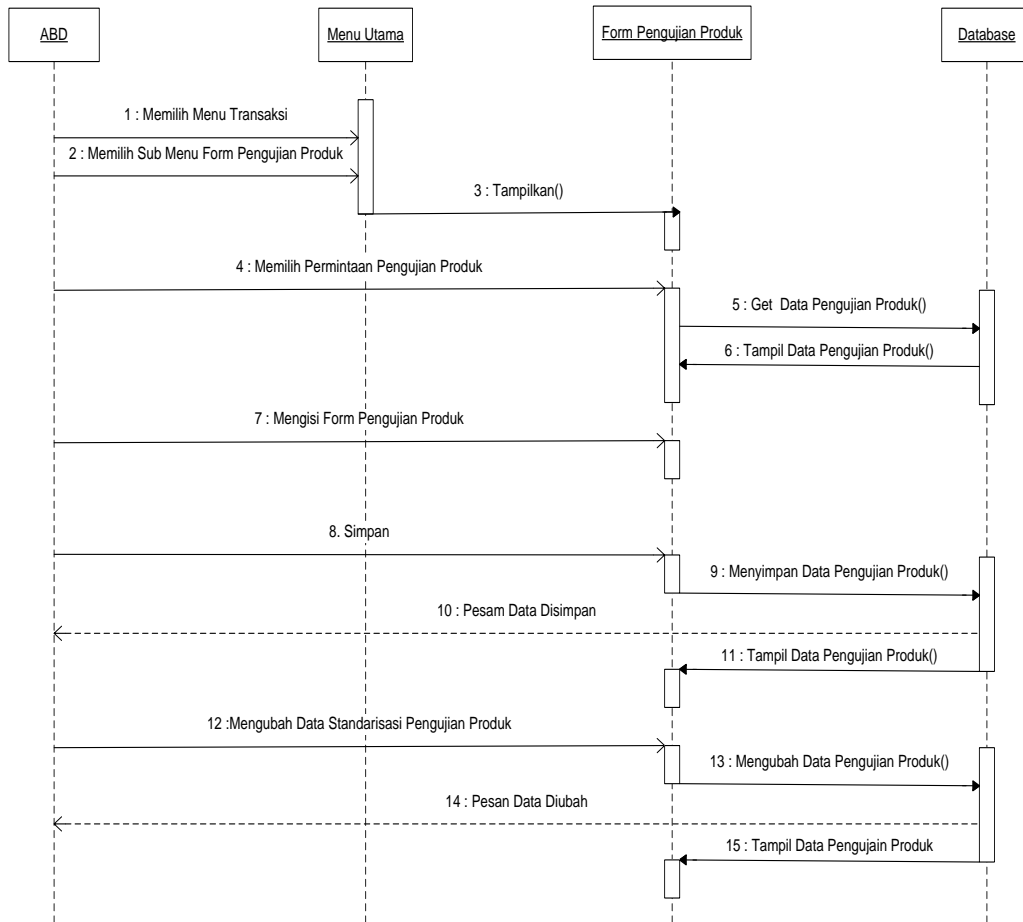 ABD
Menu Utama
Form Pengujian Produk
Database
1 : Memilih Menu Transaksi
2 : Memilih Sub Menu Form Pengujian Produk
3 : Tampilkan()
4 : Memilih Permintaan Pengujian Produk
5 : Get  Data Pengujian Produk()
6 : Tampil Data Pengujian Produk()
7 : Mengisi Form Pengujian Produk
8. Simpan
9 : Menyimpan Data Pengujian Produk()
10 : Pesam Data Disimpan
11 : Tampil Data Pengujian Produk()
12 :Mengubah Data Standarisasi Pengujian Produk
13 : Mengubah Data Pengujian Produk()
14 : Pesan Data Diubah
15 : Tampil Data Pengujain Produk